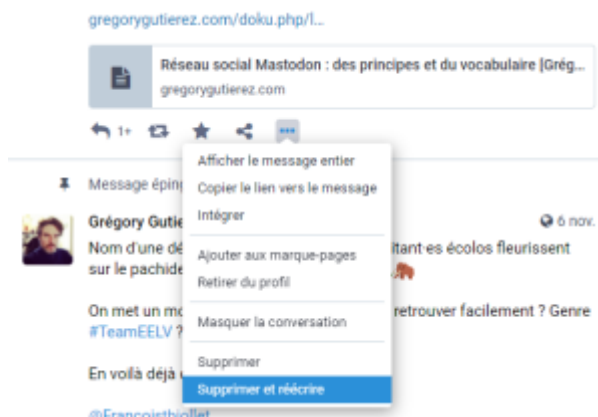 gregorygutierez.com/doku.php/l...
Réseau social Mastodon : des principes et du vocabulaire [Grég...
gregorygutierez.com
1+
Afficher le message entier
Message éping
Copier le lien vers le message
Intégrer
Grégory Gutie
6 nov.
Nom d'une dé
itant·es écolos fleurissent
Ajouter aux marque-pages
sur le pachide
Retirer du profil
On met un mo
retrouver facilement ? Genre
Masquer la conversation
#TeamEELV ?
Supprimer
En voilà déjà
Supprimer et réécrire
@Francoisthiollet